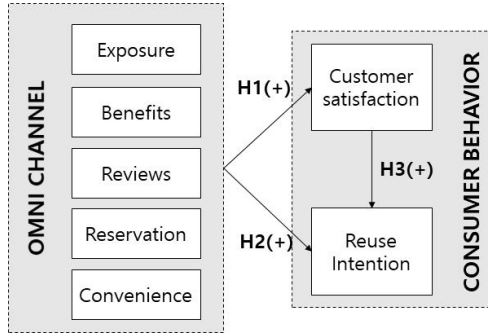 OMNI CHANNEL
Exposure
Benefits
Reviews
Reservation
Convenience
H1(+)
H2(+)
Customer
satisfaction
H3(+)
Reuse
Intention
CONSUMER BEHAVIOR